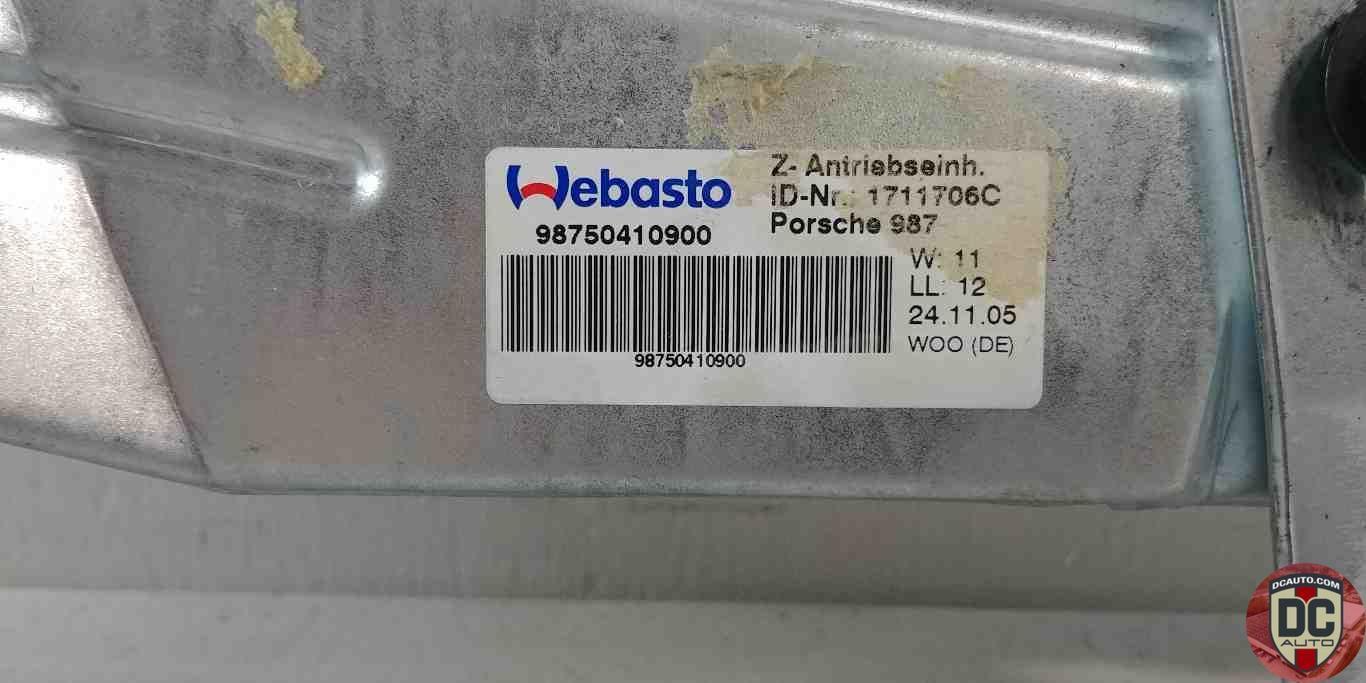 Webasto
98750410900
Z- Antriebseinh.
ID-Nr.: 1711706C
Porsche 987
W: 11
LL: 12
24.11.05
WOO (DE)
98750410900
DCAUTO.COM
DC
AUTO